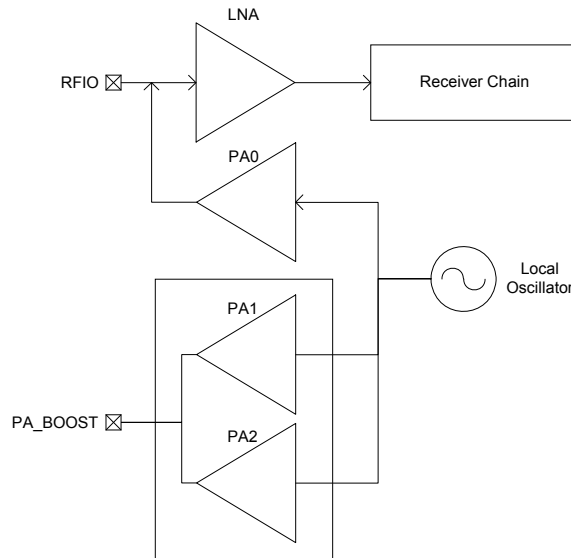 LNA
RFIO
Receiver Chain
PA0
Local
Oscillator
PA1
PA_BOOST
PA2